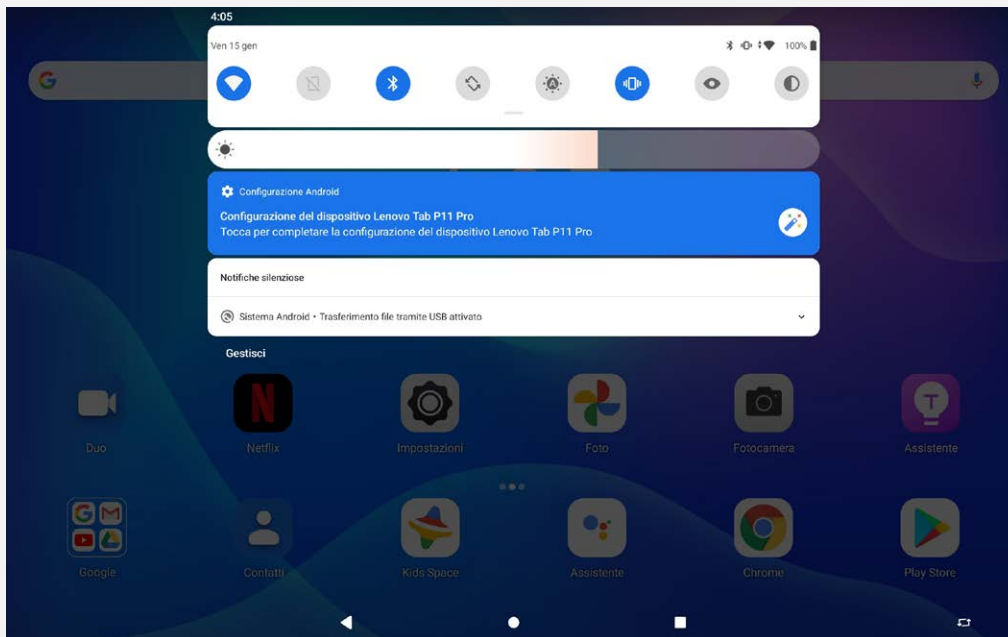 4:05
Ven 15 gen
100%
Configurazione Android
Configurazione del dispositivo Lenovo Tab P11 Pro
Tocca per completare la configurazione del dispositivo Lenovo Tab P11 Pro
Notifiche silenziose
Sistema Android • Trasferimento file tramite USB attivato
Gestisci
Duo
Netflix
Impostazioni
Foto
Fotocamera
Assistente
Google
Contatti
Kids Space
Assistente
Chrome
Play Store